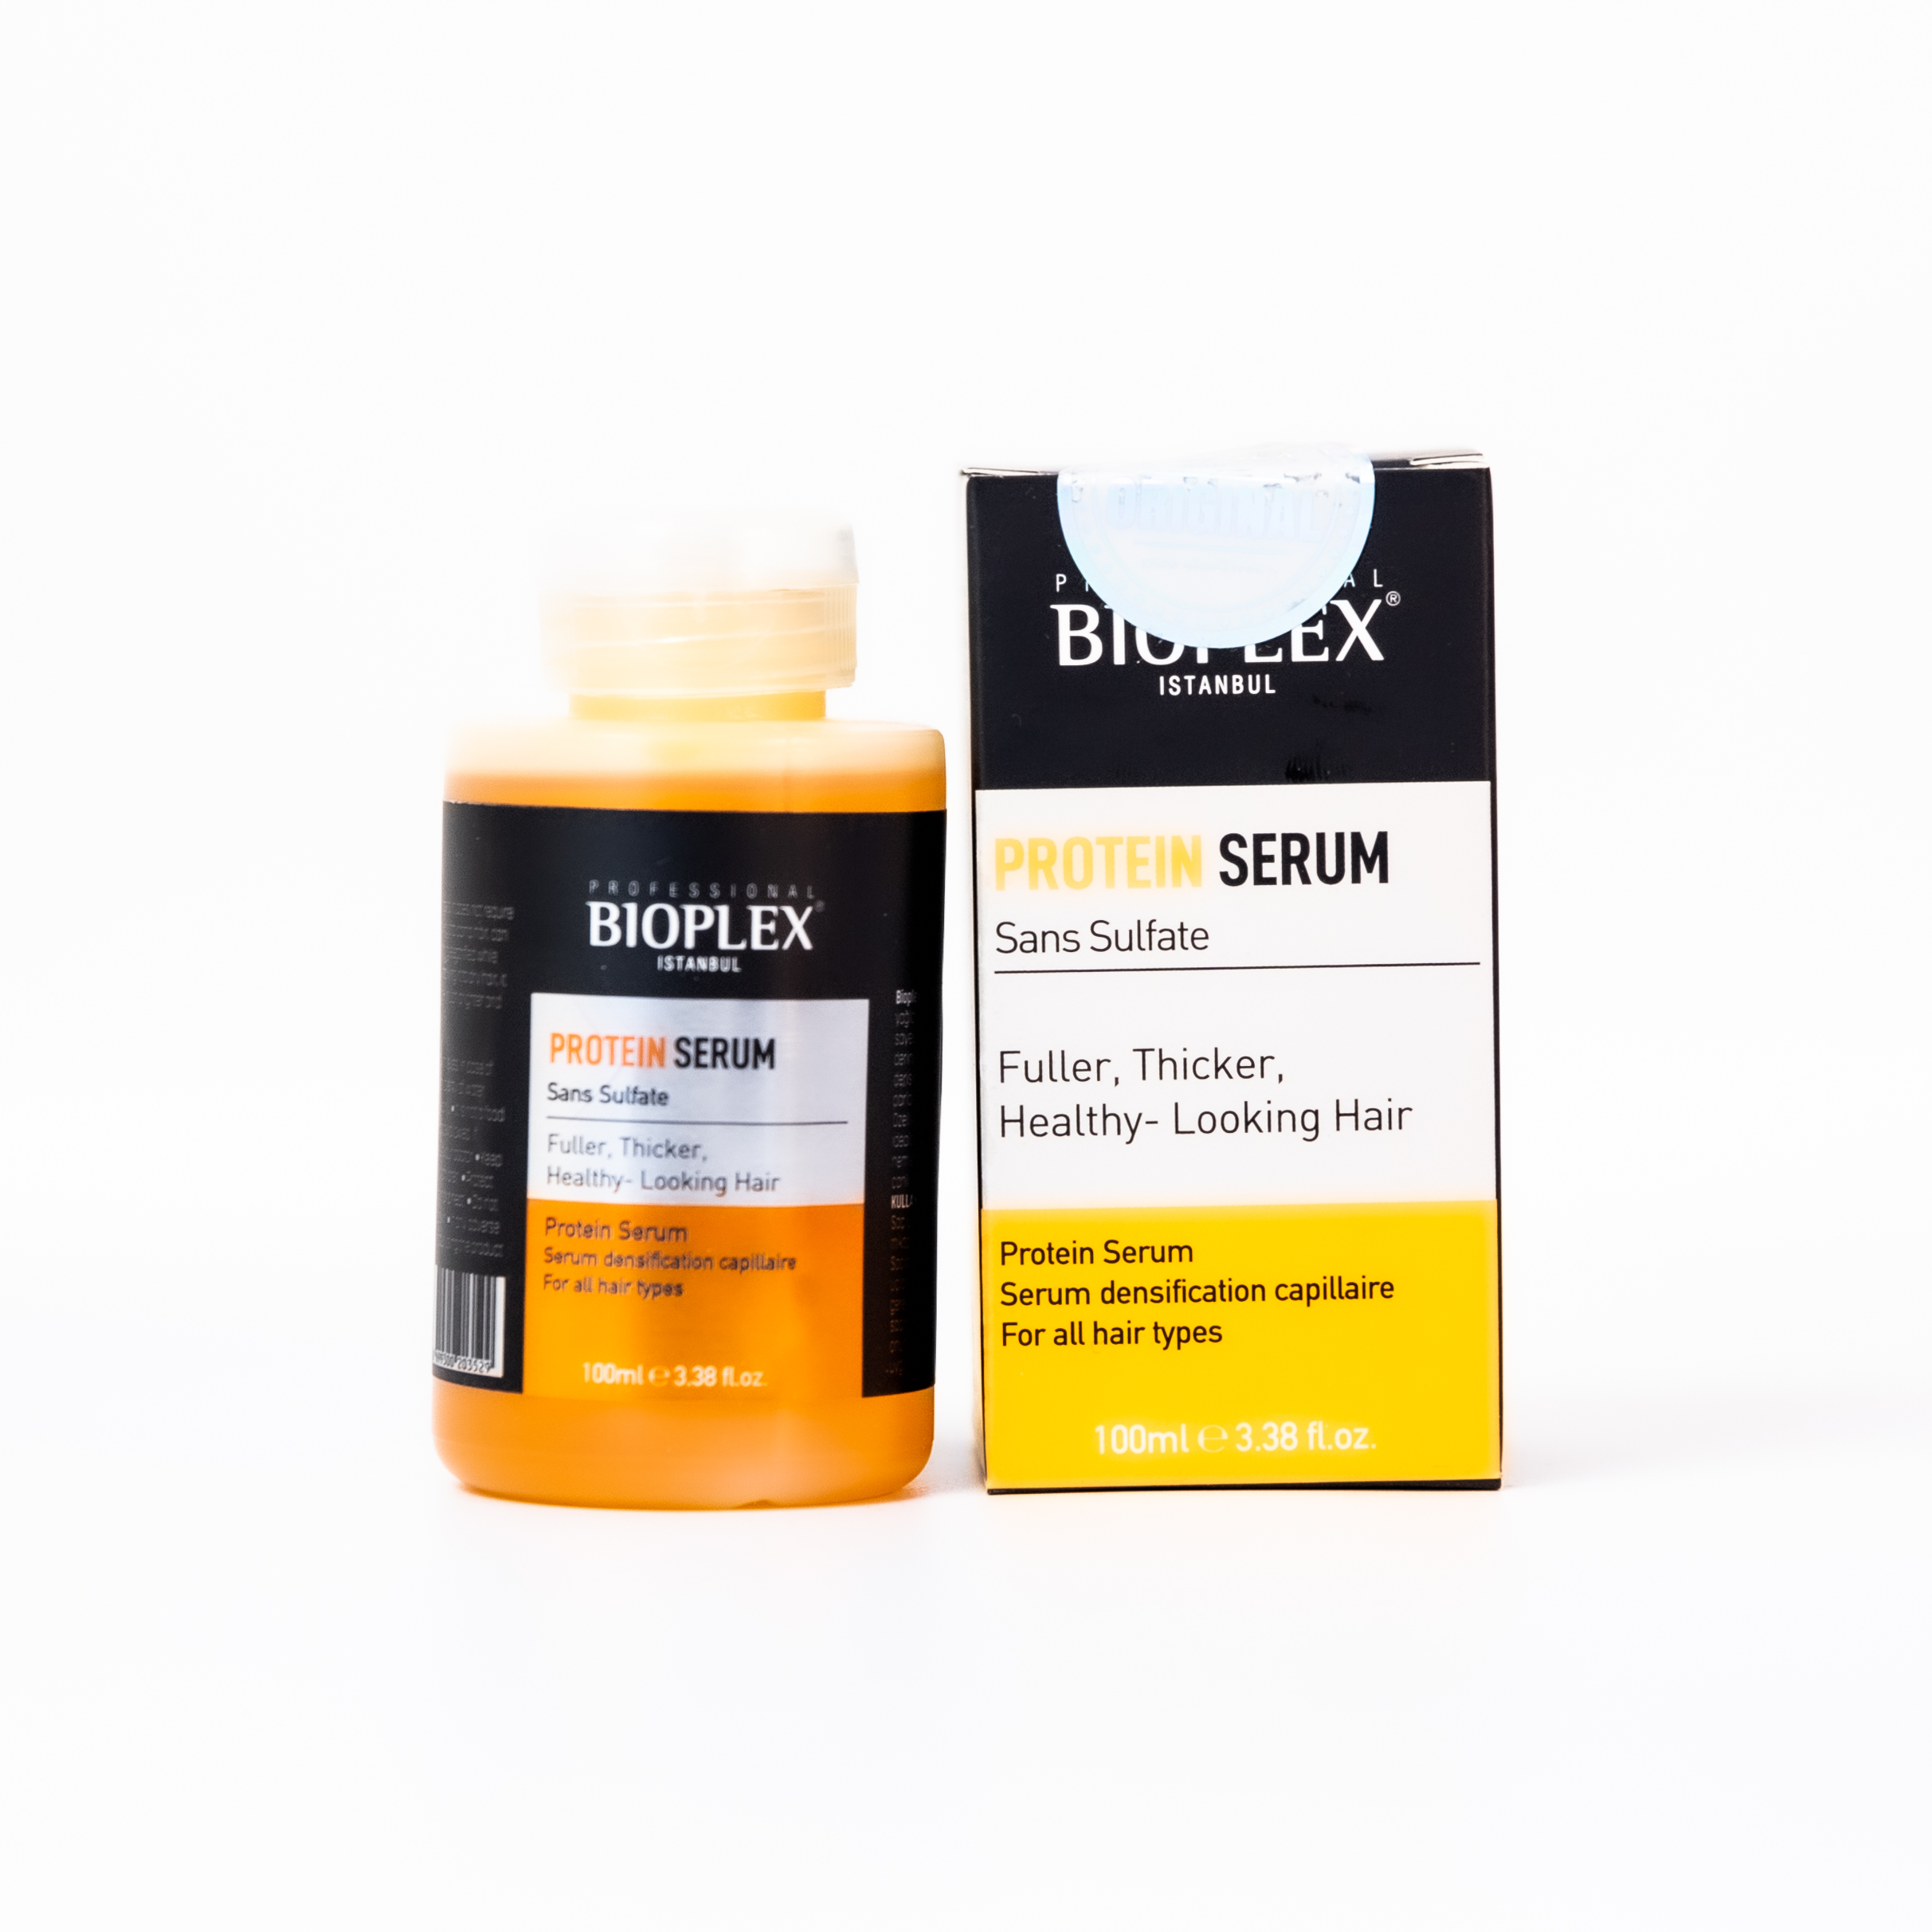 PROFESSIONAL
BIOPLEX®
ISTANBUL
PROTEIN SERUM
Sans Sulfate
Fuller, Thicker,
Healthy- Looking Hair
Protein Serum
Serum densification capillaire
For all hair types
100ml ℮ 3.38 fl.oz.
ORIGINAL
BIOPLEX®
ISTANBUL
PROTEIN SERUM
Sans Sulfate
Fuller, Thicker,
Healthy- Looking Hair
Protein Serum
Serum densification capillaire
For all hair types
100ml ℮ 3.38 fl.oz.